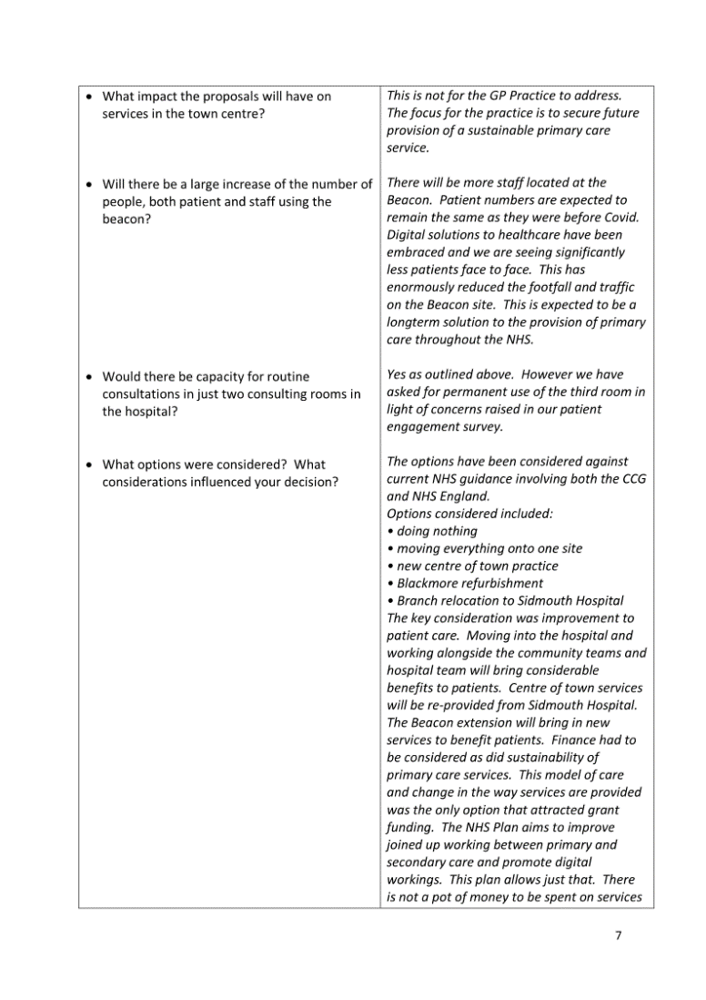 • What impact the proposals will have on
services in the town centre?
This is not for the GP Practice to address.
The focus for the practice is to secure future
provision of a sustainable primary care
service.
• Will there be a large increase of the number of
people, both patient and staff using the
beacon?
There will be more staff located at the
Beacon.  Patient numbers are expected to
remain the same as they were before Covid.
Digital solutions to healthcare have been
embraced and we are seeing significantly
less patients face to face.  This has
enormously reduced the footfall and traffic
on the Beacon site.  This is expected to be a
longterm solution to the provision of primary
care throughout the NHS.
• Would there be capacity for routine
consultations in just two consulting rooms in
the hospital?
Yes as outlined above.  However we have
asked for permanent use of the third room in
light of concerns raised in our patient
engagement survey.
• What options were considered?  What
considerations influenced your decision?
The options have been considered against
current NHS guidance involving both the CCG
and NHS England.
Options considered included:
• doing nothing
• moving everything onto one site
• new centre of town practice
• Blackmore refurbishment
• Branch relocation to Sidmouth Hospital
The key consideration was improvement to
patient care.  Moving into the hospital and
working alongside the community teams and
hospital team will bring considerable
benefits to patients.  Centre of town services
will be re-provided from Sidmouth Hospital.
The Beacon extension will bring in new
services to benefit patients.  Finance had to
be considered as did sustainability of
primary care services.  This model of care
and change in the way services are provided
was the only option that attracted grant
funding.  The NHS Plan aims to improve
joined up working between primary and
secondary care and promote digital
workings.  This plan allows just that.  There
is not a pot of money to be spent on services
7